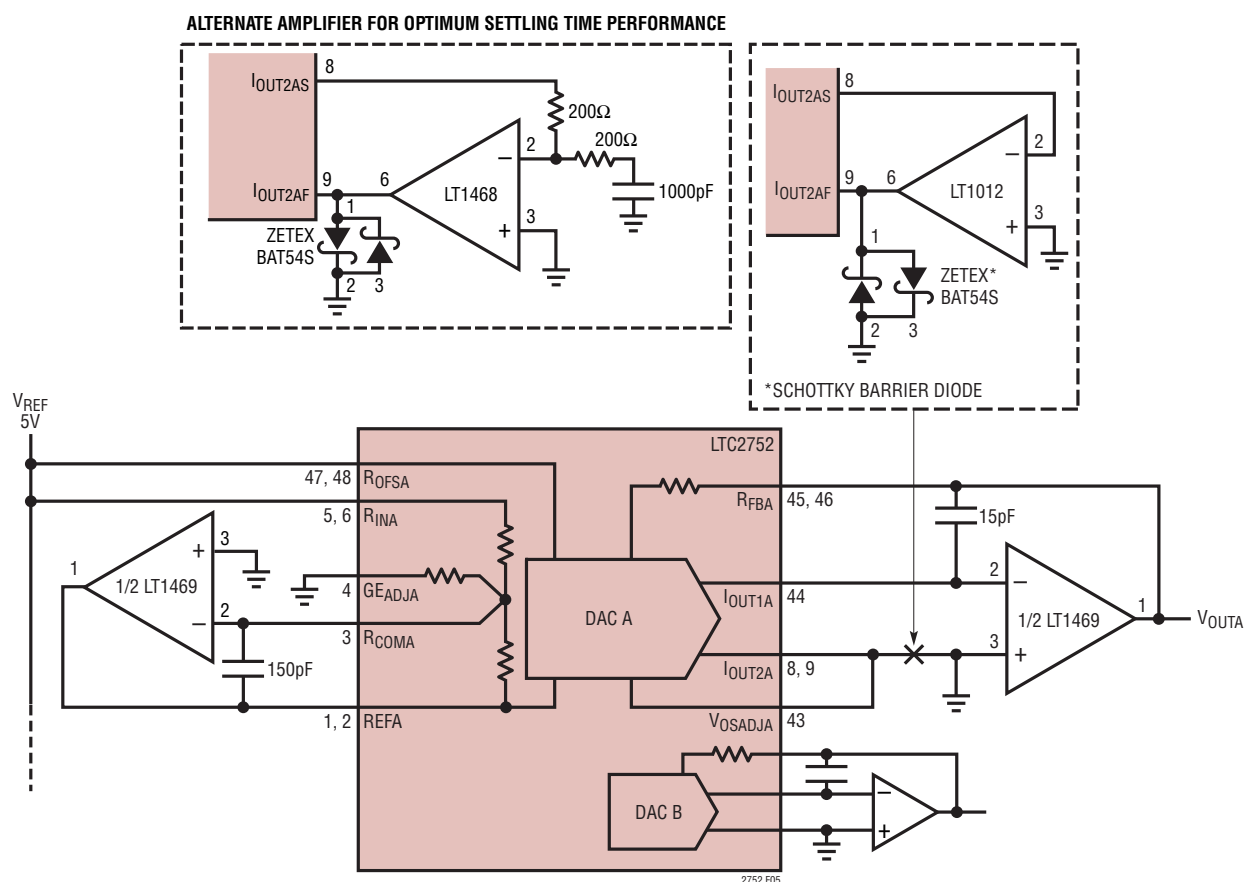 ALTERNATE AMPLIFIER FOR OPTIMUM SETTLING TIME PERFORMANCE
IOUT2AS
8
200Ω
200Ω
2
–
1000pF
LT1468
IOUT2AF
9
6
3
+
1
ZETEX
BAT54S
2
3
IOUT2AS
8
2
–
LT1012
IOUT2AF
9
6
3
+
1
ZETEX*
BAT54S
2
3
*SCHOTTKY BARRIER DIODE
VREF
5V
LTC2752
47, 48
ROFSA
5, 6
RINA
RFBA
45, 46
15pF
1
3
+
1/2 LT1469
2
–
4
GEADJA
3
RCOMA
150pF
1, 2
REFA
DAC A
IOUT1A
44
2
–
1/2 LT1469
1
VOUTA
3
+
IOUT2A
8, 9
VOSADJA
43
DAC B
–
+
2752 F05